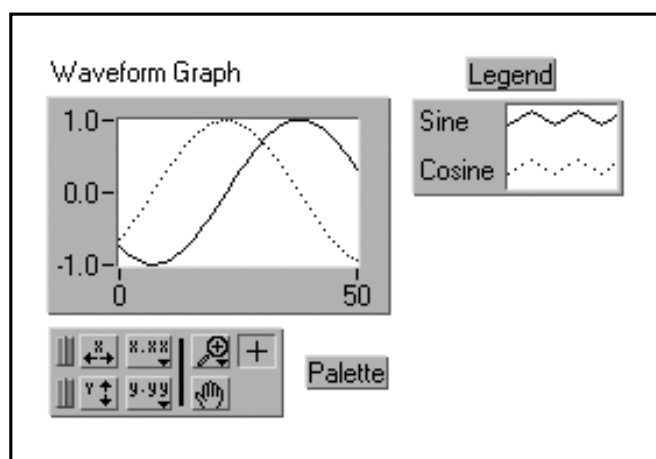 Waveform Graph
Legend
1.0
0.0
-1.0
0
50
Sine
Cosine
X
X.XX
Y
Y.YY
Palette